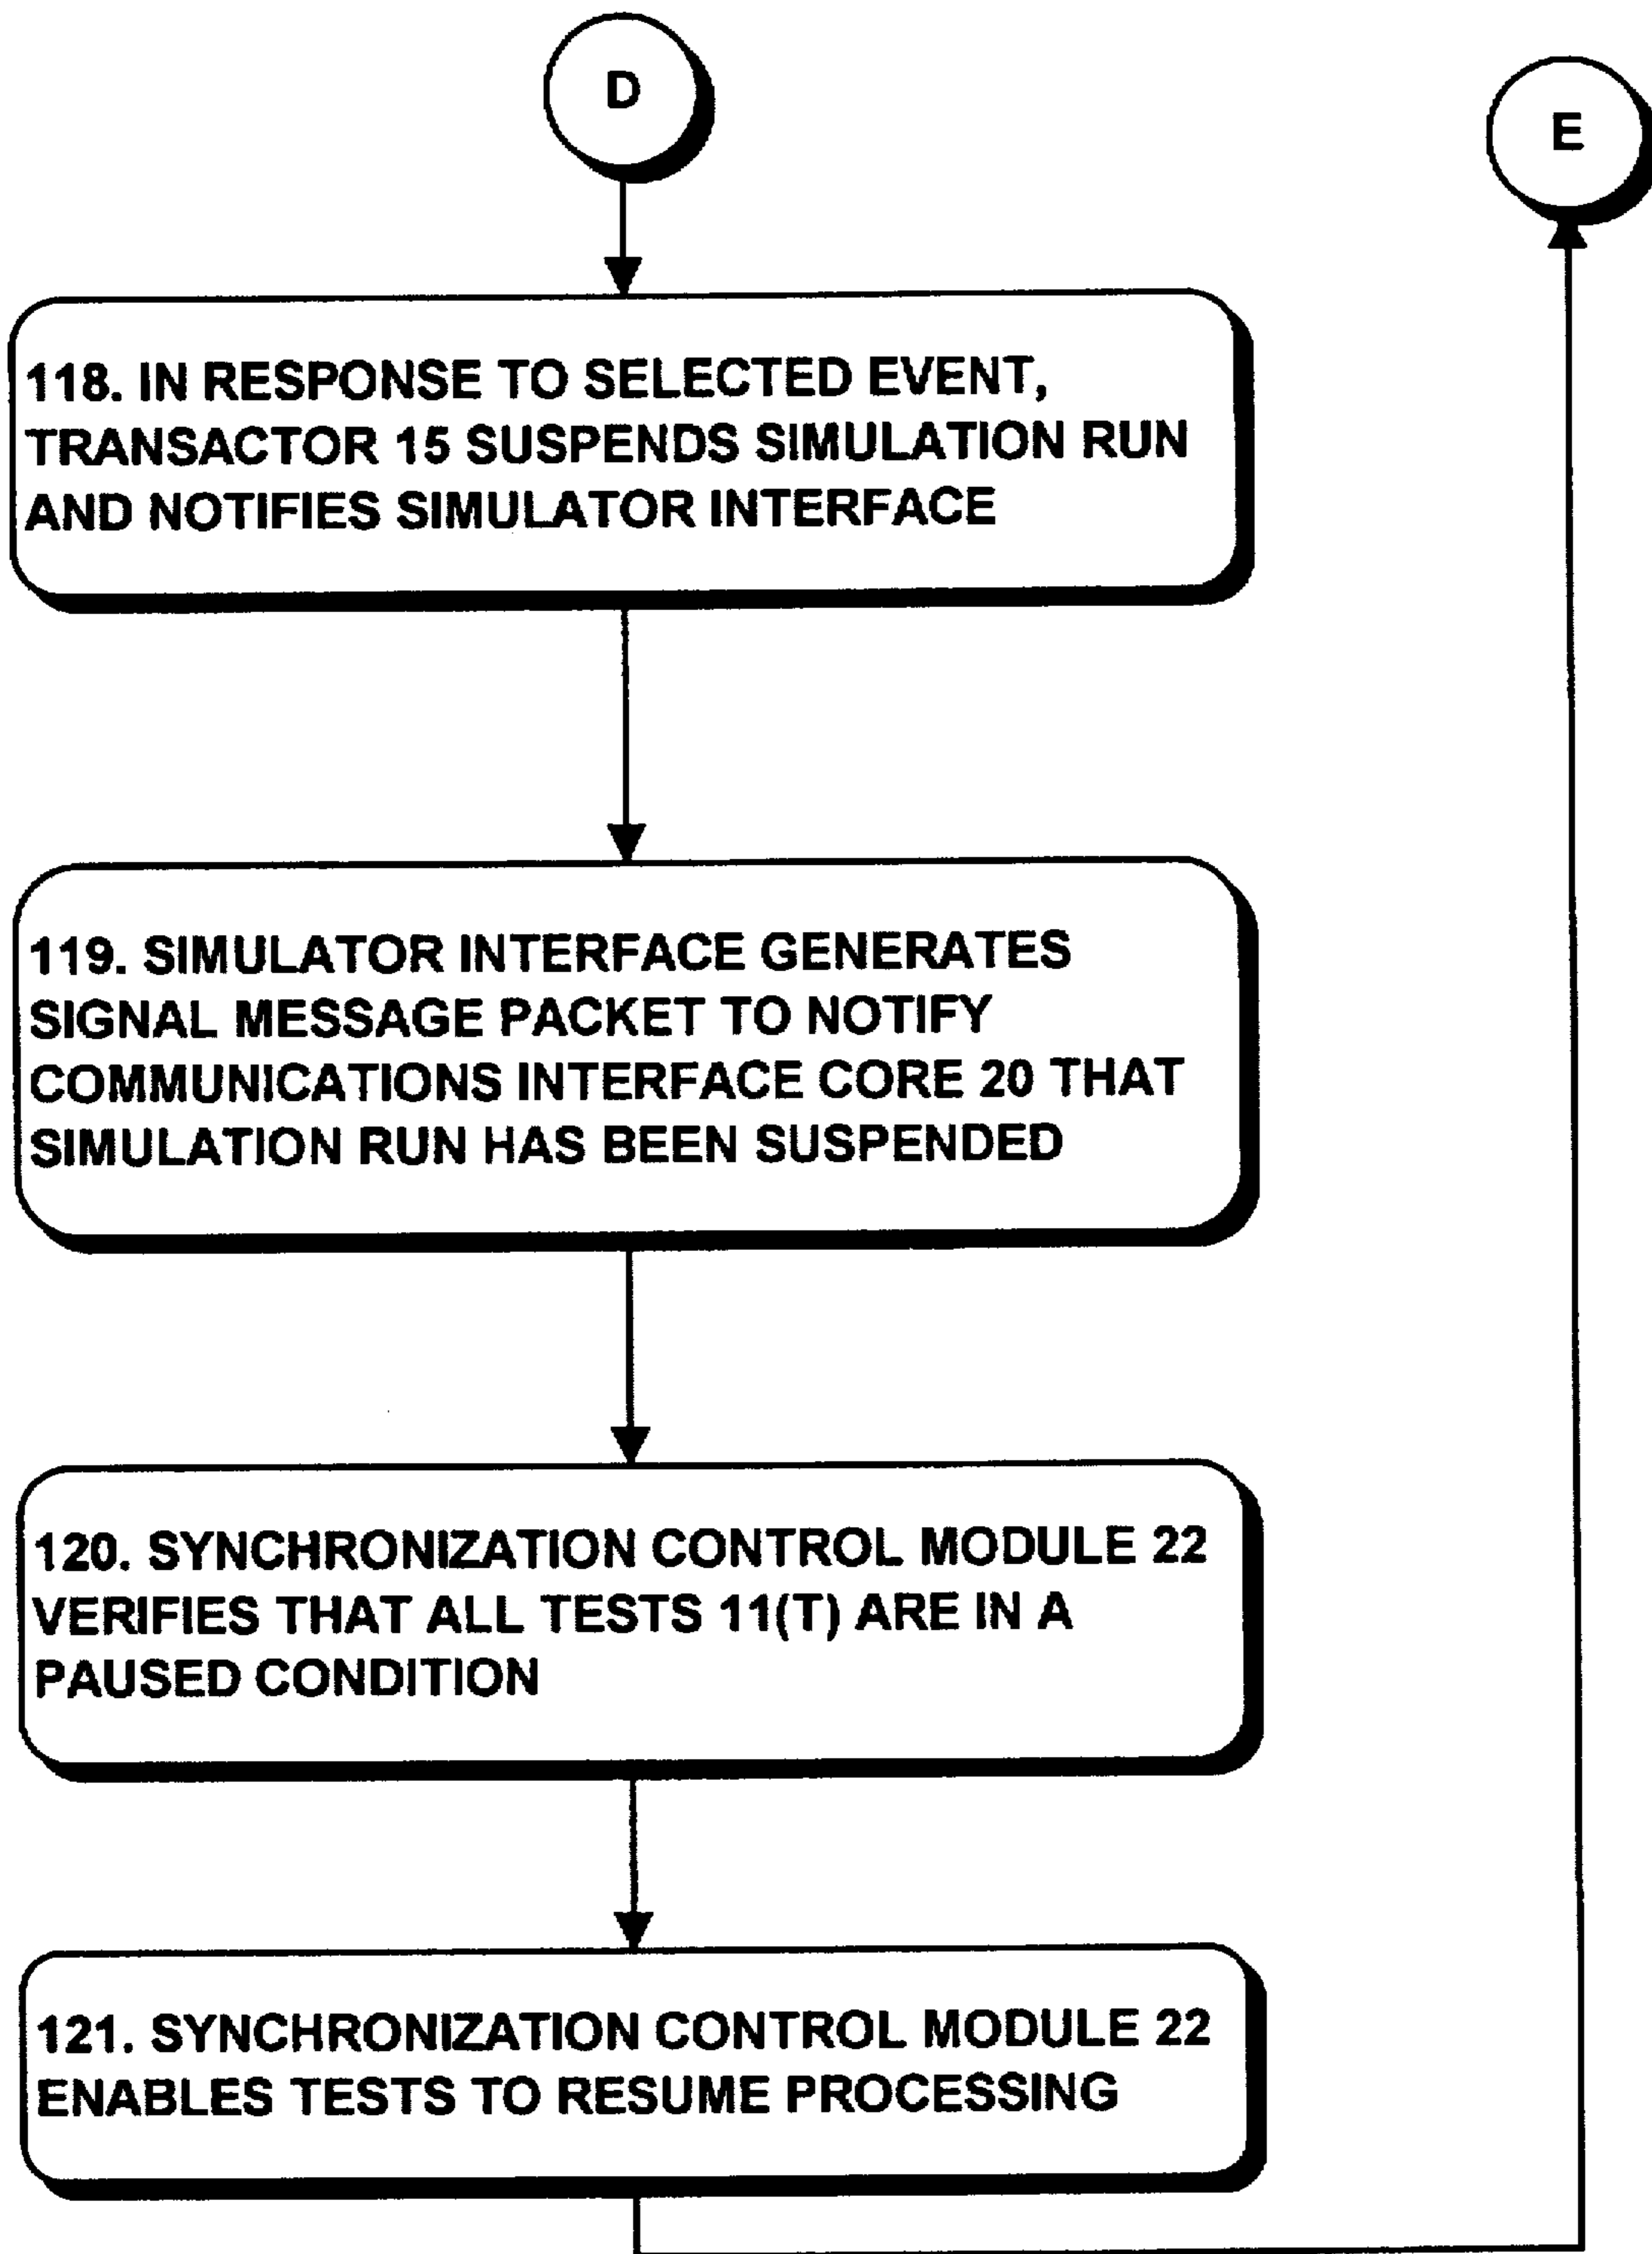 D
E
118. IN RESPONSE TO SELECTED EVENT,
TRANSACTOR 15 SUSPENDS SIMULATION RUN
AND NOTIFIES SIMULATOR INTERFACE
119. SIMULATOR INTERFACE GENERATES
SIGNAL MESSAGE PACKET TO NOTIFY
COMMUNICATIONS INTERFACE CORE 20 THAT
SIMULATION RUN HAS BEEN SUSPENDED
120. SYNCHRONIZATION CONTROL MODULE 22
VERIFIES THAT ALL TESTS 11(T) ARE IN A
PAUSED CONDITION
121. SYNCHRONIZATION CONTROL MODULE 22
ENABLES TESTS TO RESUME PROCESSING